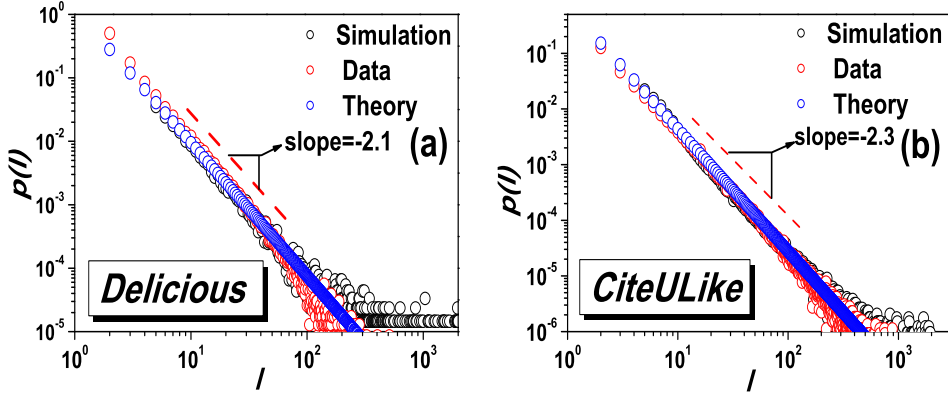 10^0
10^-1
10^-2
10^-3
10^-4
10^-5
p(l)
Simulation
Data
Theory
slope=-2.1
(a)
Delicious
10^0
10^1
10^2
10^3
l
10^-1
10^-2
10^-3
10^-4
10^-5
10^-6
p(l)
Simulation
Data
Theory
slope=-2.3
(b)
CiteULike
10^0
10^1
10^2
10^3
l